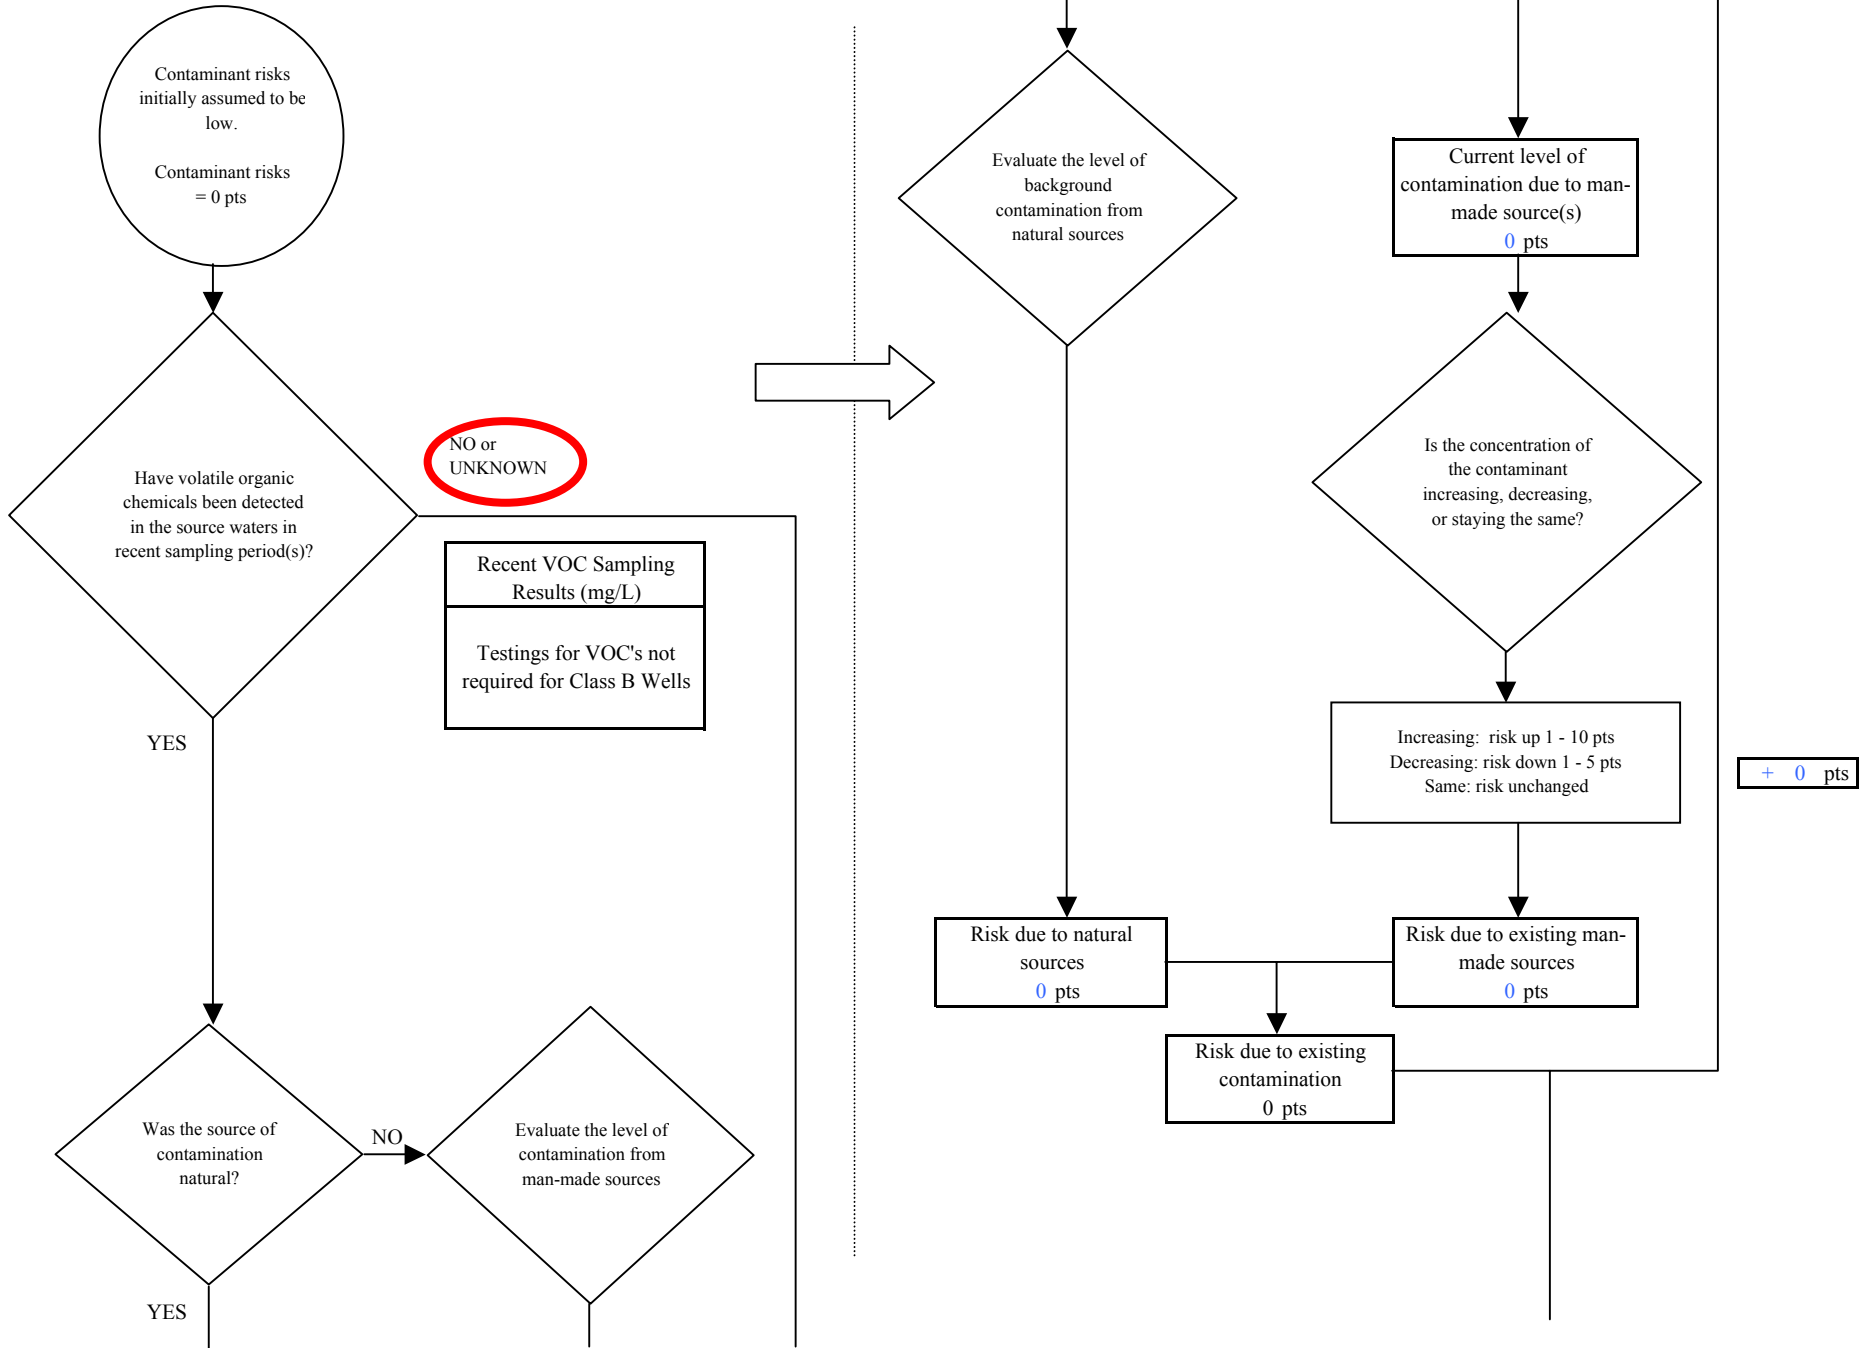 Contaminant risks
initially assumed to be
low.
Contaminant risks
= 0 pts
Have volatile organic
chemicals been detected
in the source waters in
recent sampling period(s)?
NO or
UNKNOWN
Recent VOC Sampling
Results (mg/L)
Testings for VOC's not
required for Class B Wells
YES
Was the source of
contamination
natural?
NO
Evaluate the level of
contamination from
man-made sources
YES
Evaluate the level of
background
contamination from
natural sources
Current level of
contamination due to man-
made source(s)
0 pts
Is the concentration of
the contaminant
increasing, decreasing,
or staying the same?
Increasing: risk up 1 - 10 pts
Decreasing: risk down 1 - 5 pts
Same: risk unchanged
+ 0 pts
Risk due to natural
sources
0 pts
Risk due to existing man-
made sources
0 pts
Risk due to existing
contamination
0 pts